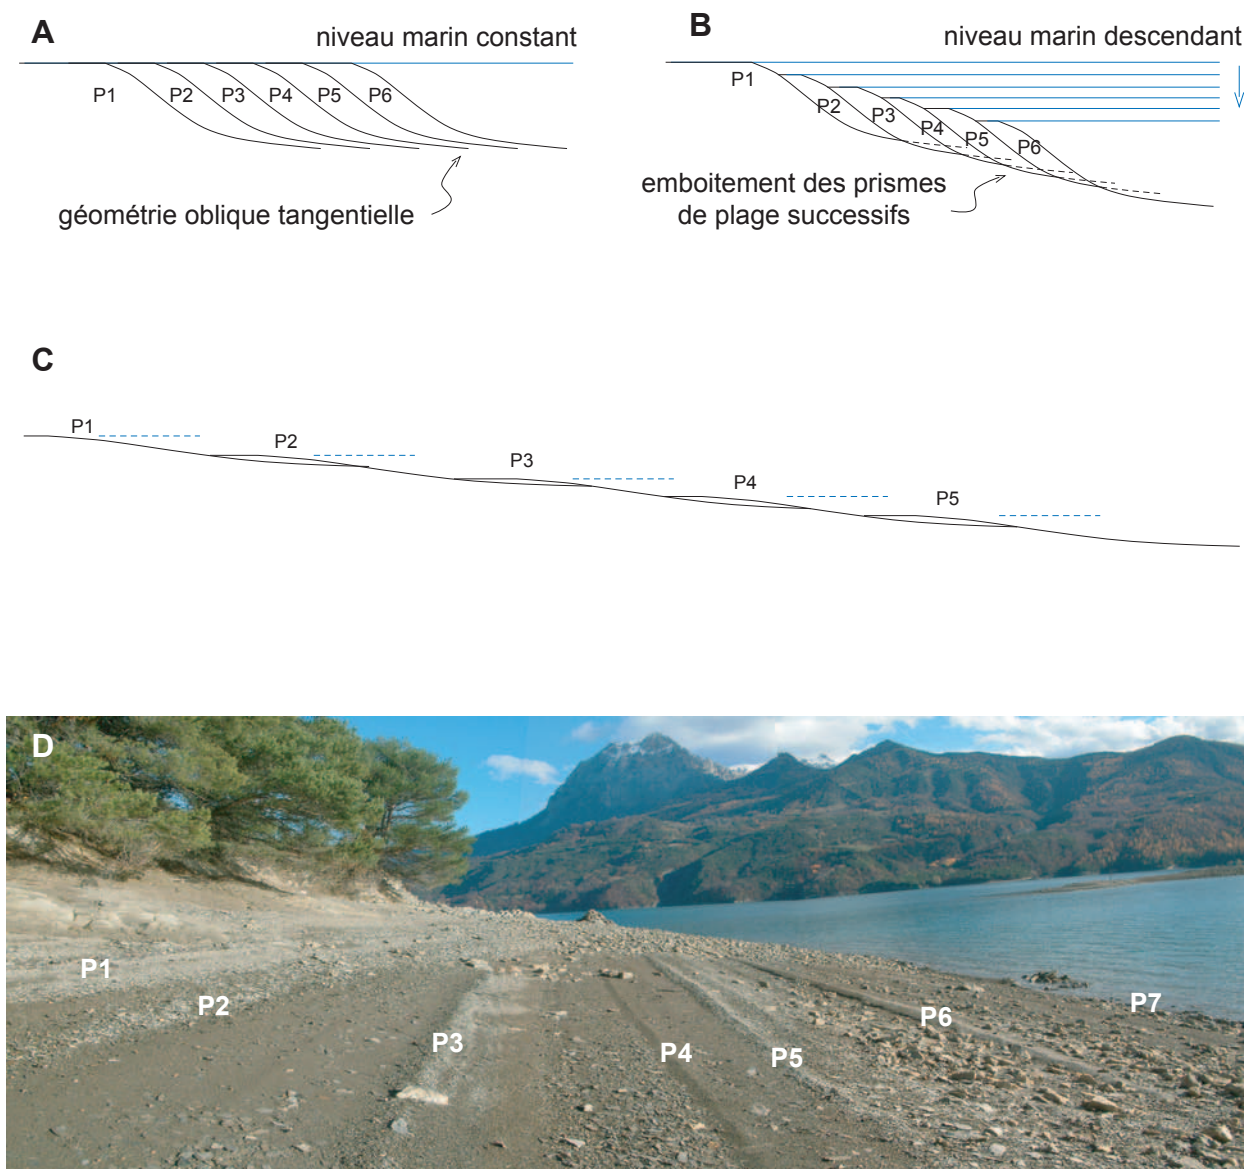 A
niveau marin constant
P1
P2
P3
P4
P5
P6
géométrie oblique tangentielle
B
niveau marin descendant
P1
P2
P3
P4
P5
P6
emboitement des prismes
de plage successifs
C
P1
P2
P3
P4
P5
D
P1
P2
P3
P4
P5
P6
P7